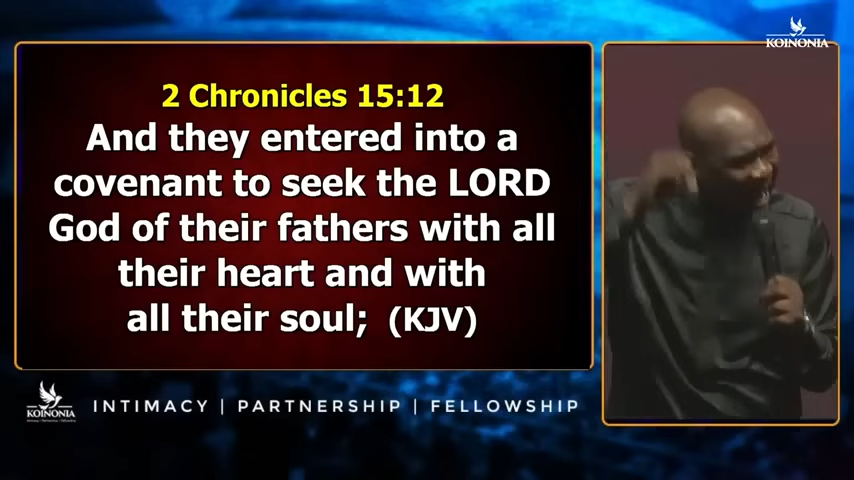 KOINONIA
2 Chronicles 15:12
And they entered into a
covenant to seek the LORD
God of their fathers with all
their heart and with
all their soul; (KJV)
KOINONIA
INTIMACY | PARTNERSHIP | FELLOWSHIP